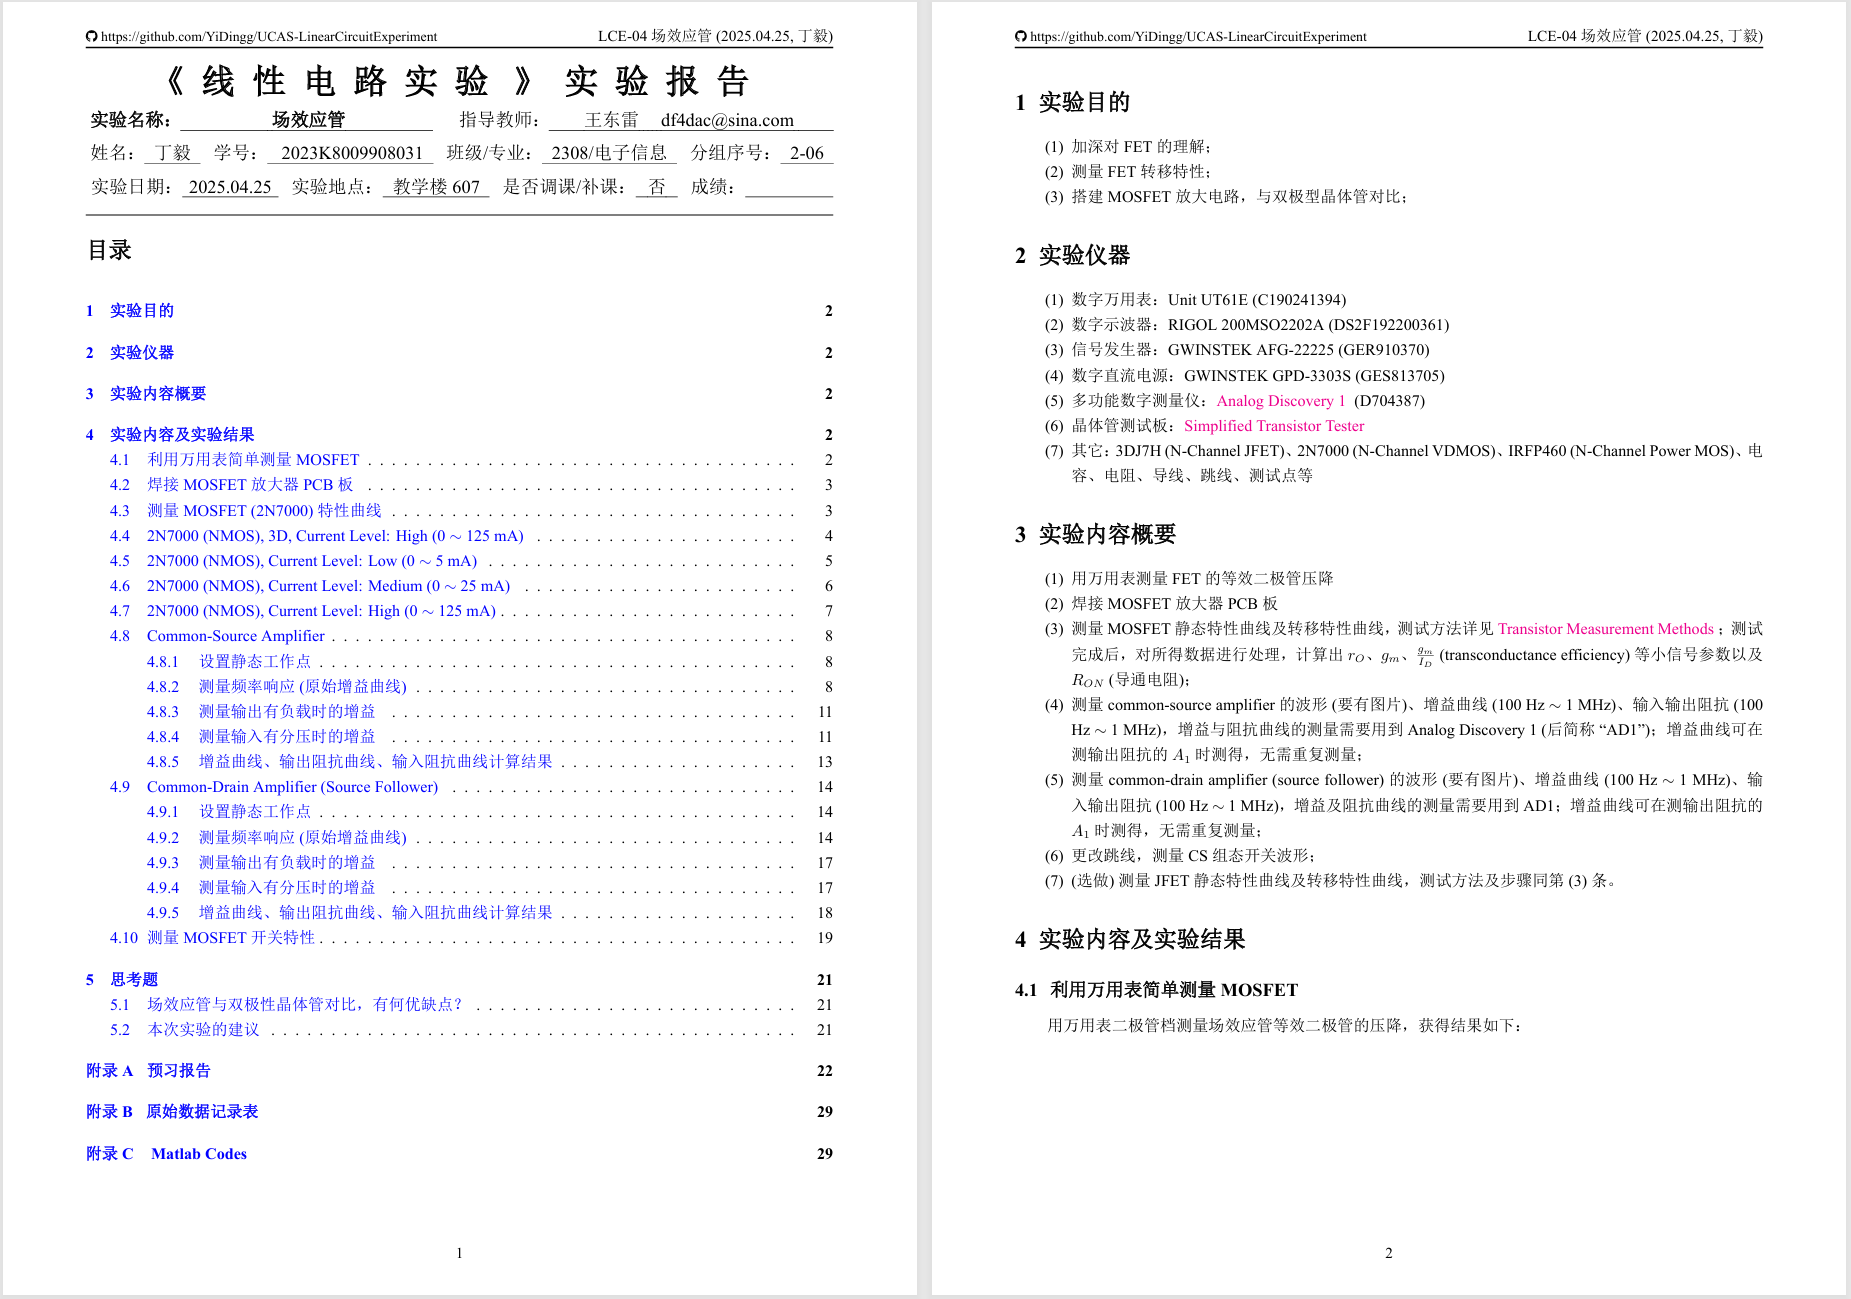 https://github.com/YiDingg/UCAS-LinearCircuitExperiment LCE-04 场效应管 (2025.04.25, 丁毅)
《线性电路实验》实验报告
实验名称： 场效应管 指导教师： 王东雷 df4dac@sina.com
姓名： 丁毅 学号： 2023K8009908031 班级/专业： 2308/电子信息 分组序号： 2-06
实验日期： 2025.04.25 实验地点： 教学楼 607 是否调课/补课： 否 成绩：
目录
1 实验目的 2
2 实验仪器 2
3 实验内容概要 2
4 实验内容及实验结果 2
4.1 利用万用表简单测量 MOSFET 2
4.2 焊接 MOSFET 放大器 PCB 板 3
4.3 测量 MOSFET (2N7000) 特性曲线 3
4.4 2N7000 (NMOS), 3D, Current Level: High (0 ∼ 125 mA) 4
4.5 2N7000 (NMOS), Current Level: Low (0 ∼ 5 mA) 5
4.6 2N7000 (NMOS), Current Level: Medium (0 ∼ 25 mA) 6
4.7 2N7000 (NMOS), Current Level: High (0 ∼ 125 mA) 7
4.8 Common-Source Amplifier 8
4.8.1 设置静态工作点 8
4.8.2 测量频率响应 (原始增益曲线) 8
4.8.3 测量输出有负载时的增益 11
4.8.4 测量输入有分压时的增益 11
4.8.5 增益曲线、输出阻抗曲线、输入阻抗曲线计算结果 13
4.9 Common-Drain Amplifier (Source Follower) 14
4.9.1 设置静态工作点 14
4.9.2 测量频率响应 (原始增益曲线) 14
4.9.3 测量输出有负载时的增益 17
4.9.4 测量输入有分压时的增益 17
4.9.5 增益曲线、输出阻抗曲线、输入阻抗曲线计算结果 18
4.10 测量 MOSFET 开关特性 19
5 思考题 21
5.1 场效应管与双极性晶体管对比，有何优缺点？ 21
5.2 本次实验的建议 21
附录 A 预习报告 22
附录 B 原始数据记录表 29
附录 C Matlab Codes 29
1
https://github.com/YiDingg/UCAS-LinearCircuitExperiment LCE-04 场效应管 (2025.04.25, 丁毅)
1 实验目的
(1) 加深对 FET 的理解；
(2) 测量 FET 转移特性；
(3) 搭建 MOSFET 放大电路，与双极型晶体管对比；
2 实验仪器
(1) 数字万用表：Unit UT61E (C190241394)
(2) 数字示波器：RIGOL 200MSO2202A (DS2F192200361)
(3) 信号发生器：GWINSTEK AFG-22225 (GER910370)
(4) 数字直流电源：GWINSTEK GPD-3303S (GES813705)
(5) 多功能数字测量仪：Analog Discovery 1 (D704387)
(6) 晶体管测试板：Simplified Transistor Tester
(7) 其它：3DJ7H (N-Channel JFET)、2N7000 (N-Channel VDMOS)、IRFP460 (N-Channel Power MOS)、电
容、电阻、导线、跳线、测试点等
3 实验内容概要
(1) 用万用表测量 FET 的等效二极管压降
(2) 焊接 MOSFET 放大器 PCB 板
(3) 测量 MOSFET 静态特性曲线及转移特性曲线，测试方法详见 Transistor Measurement Methods ；测试
完成后，对所得数据进行处理，计算出 r_O、g_m、g_m/I_D (transconductance efficiency) 等小信号参数以及
R_ON (导通电阻)；
(4) 测量 common-source amplifier 的波形 (要有图片)、增益曲线 (100 Hz ∼ 1 MHz)、输入输出阻抗 (100
Hz ∼ 1 MHz)，增益与阻抗曲线的测量需要用到 Analog Discovery 1 (后简称 “AD1”)；增益曲线可在
测输出阻抗的 A_1 时测得，无需重复测量；
(5) 测量 common-drain amplifier (source follower) 的波形 (要有图片)、增益曲线 (100 Hz ∼ 1 MHz)、输
入输出阻抗 (100 Hz ∼ 1 MHz)，增益及阻抗曲线的测量需要用到 AD1；增益曲线可在测输出阻抗的
A_1 时测得，无需重复测量；
(6) 更改跳线，测量 CS 组态开关波形；
(7) (选做) 测量 JFET 静态特性曲线及转移特性曲线，测试方法及步骤同第 (3) 条。
4 实验内容及实验结果
4.1 利用万用表简单测量 MOSFET
用万用表二极管档测量场效应管等效二极管的压降，获得结果如下：
2